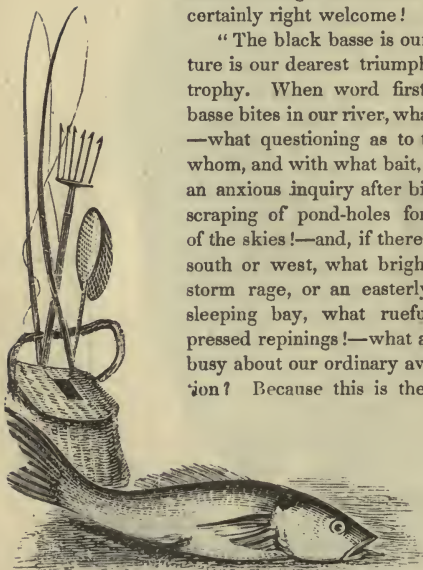 certainly right welcome!
“ The black basse is our
ture is our dearest triumph
trophy. When word first
basse bites in our river, wha
—what questioning as to t
whom, and with what bait,
an anxious inquiry after bi
scraping of pond-holes for
of the skies!—and, if there
south or west, what brigh
storm rage, or an easterly
sleeping bay, what ruefu
pressed repinings!—what a
busy about our ordinary av
ion? Because this is the